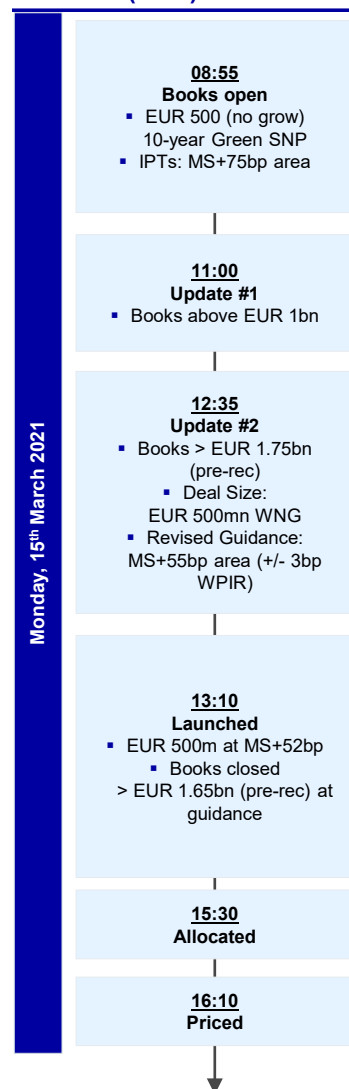 Monday, 15th March 2021
08:55
Books open
▪ EUR 500 (no grow)
10-year Green SNP
▪ IPTs: MS+75bp area
11:00
Update #1
▪ Books above EUR 1bn
12:35
Update #2
▪ Books > EUR 1.75bn
(pre-rec)
▪ Deal Size:
EUR 500mn WNG
▪ Revised Guidance:
MS+55bp area (+/- 3bp
WPIR)
13:10
Launched
▪ EUR 500m at MS+52bp
▪ Books closed
> EUR 1.65bn (pre-rec) at
guidance
15:30
Allocated
16:10
Priced